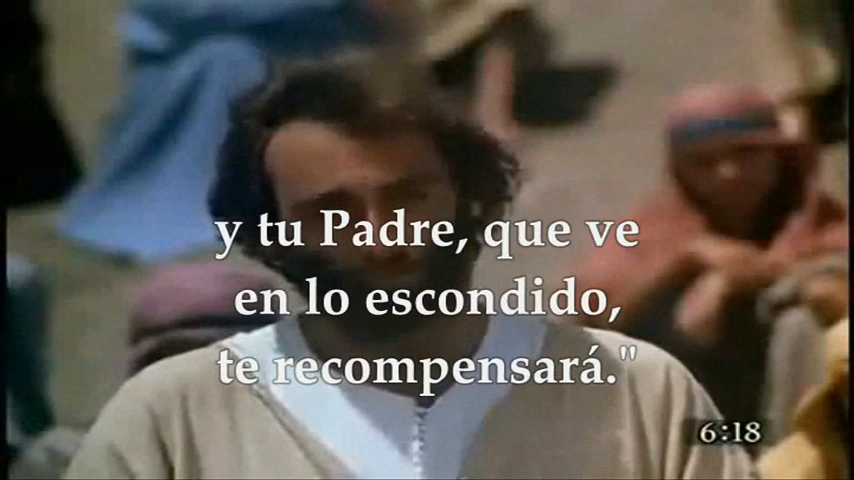 y tu Padre, que ve
en lo escondido,
te recompensará."
6:18